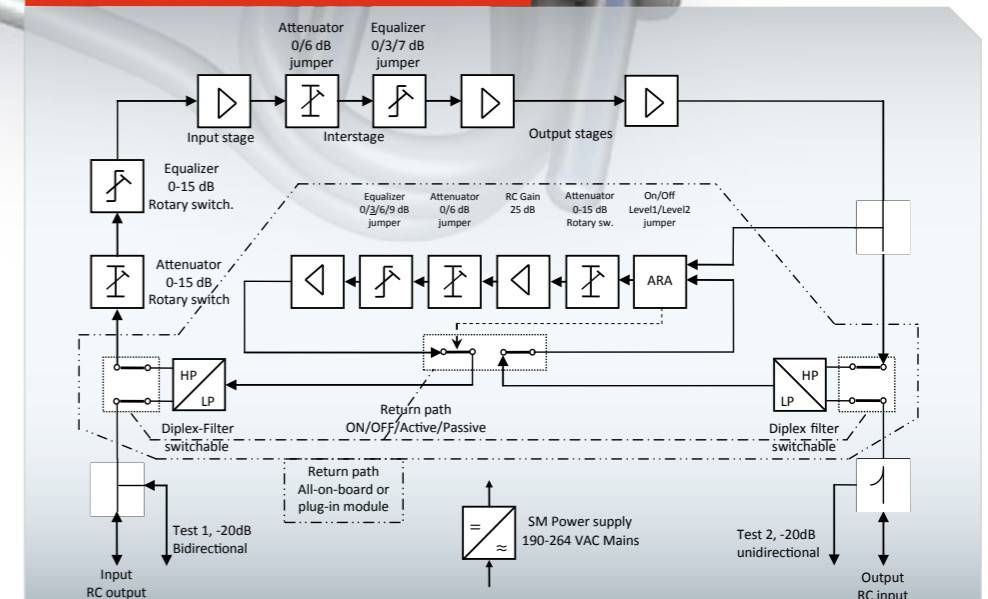 Attenuator
0/6 dB
jumper
Equalizer
0/3/7 dB
jumper
Input stage
Interstage
Output stages
Equalizer
0-15 dB
Rotary switch.
Attenuator
0-15 dB
Rotary switch
Equalizer
0/3/6/9 dB
jumper
Attenuator
0/6 dB
jumper
RC Gain
25 dB
Attenuator
0-15 dB
Rotary sw.
On/Off
Level1/Level2
jumper
ARA
HP
LP
HP
LP
Diplex-Filter
switchable
Return path
ON/OFF/Active/Passive
Diplex filter
switchable
Return path
All-on-board or
plug-in module
Test 1, -20dB
Bidirectional
=
≈
SM Power supply
190-264 VAC Mains
Test 2, -20dB
unidirectional
Input
RC output
Output
RC input